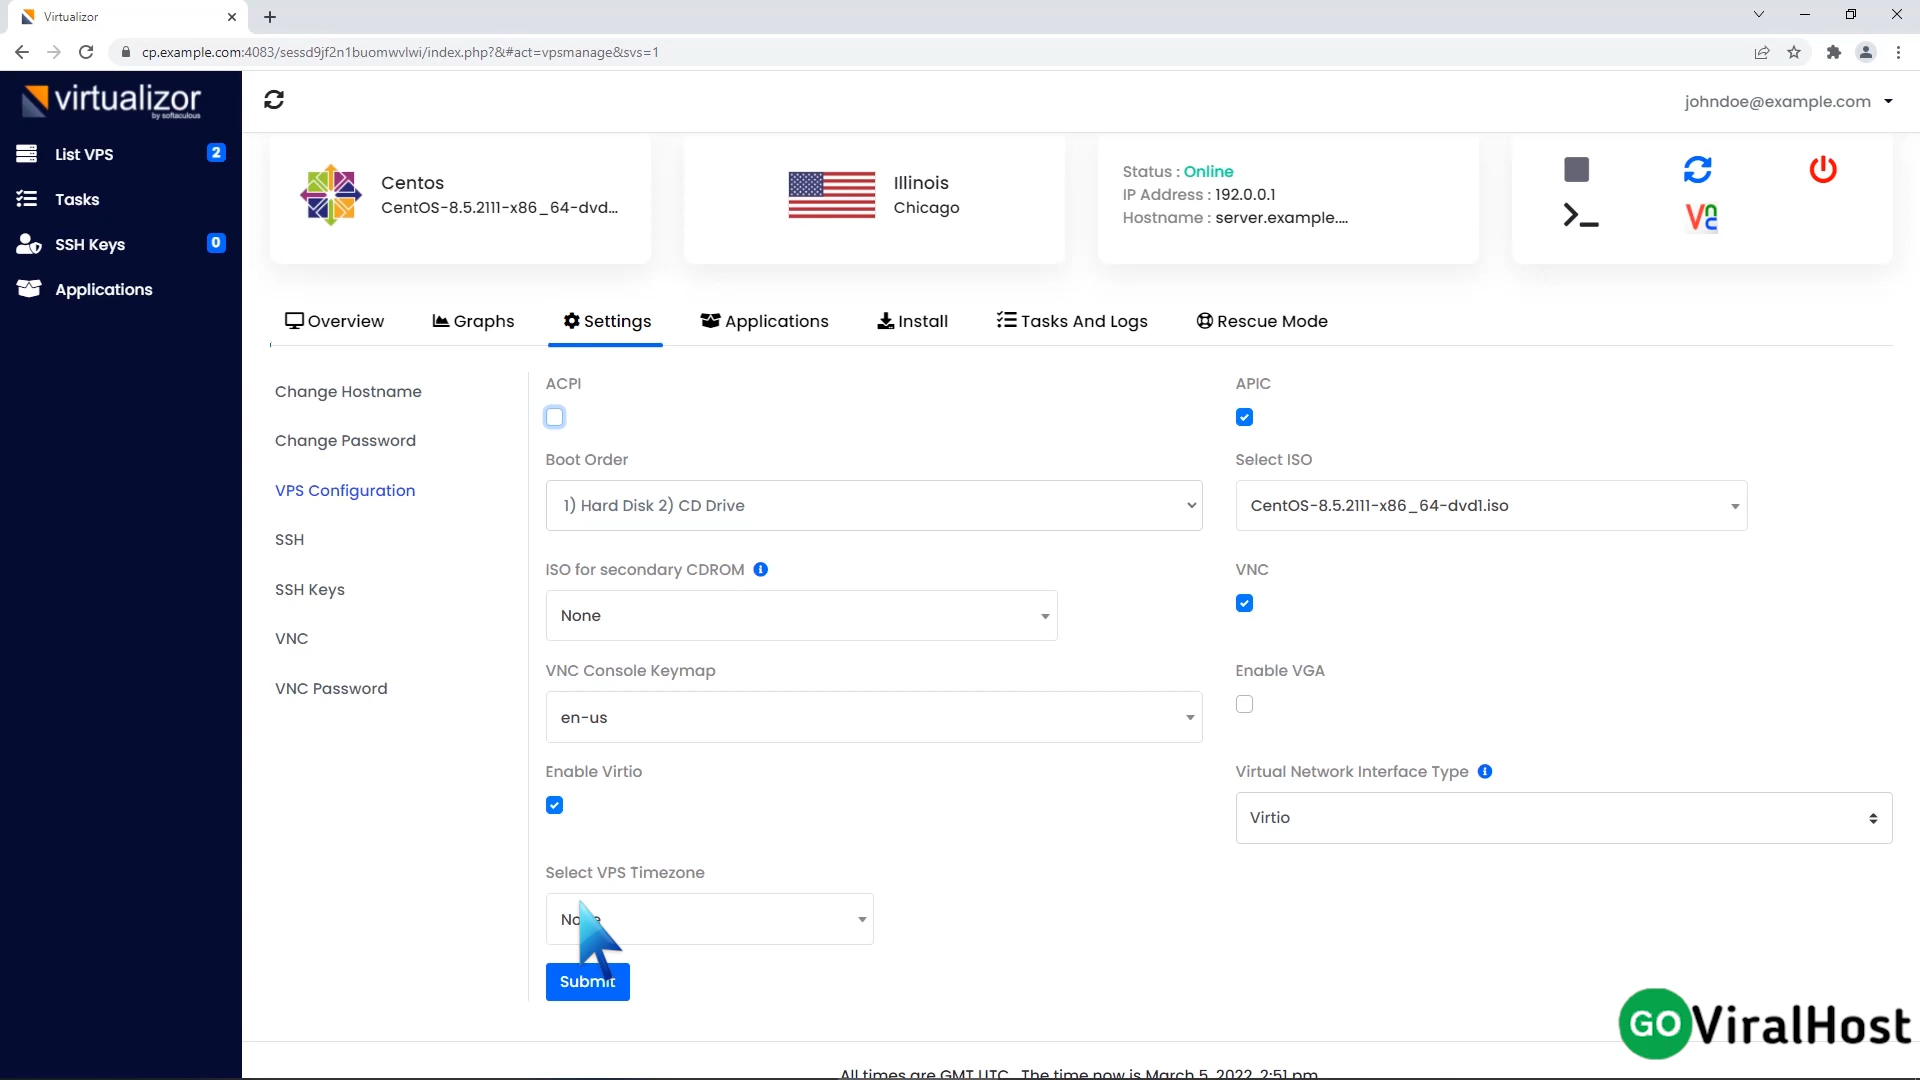 Virtualizor
cp.example.com:4083/sessd9jf2n1buomwvlwi/index.php?&#act=vpsmanage&svs=1
virtualizor
by softaculous
johndoe@example.com
List VPS 2
Tasks
SSH Keys 0
Applications
Centos
CentOS-8.5.2111-x86_64-dvd...
Illinois
Chicago
Status : Online
IP Address : 192.0.0.1
Hostname : server.example....
VNC
Overview
Graphs
Settings
Applications
Install
Tasks And Logs
Rescue Mode
Change Hostname
Change Password
VPS Configuration
SSH
SSH Keys
VNC
VNC Password
ACPI
APIC
Boot Order
1) Hard Disk 2) CD Drive
Select ISO
CentOS-8.5.2111-x86_64-dvd1.iso
ISO for secondary CDROM
None
VNC
VNC Console Keymap
en-us
Enable VGA
Enable Virtio
Virtual Network Interface Type
Virtio
Select VPS Timezone
None
Submit
GOViralHost
All times are GMT UTC. The time now is March 5, 2022, 2:51 pm.